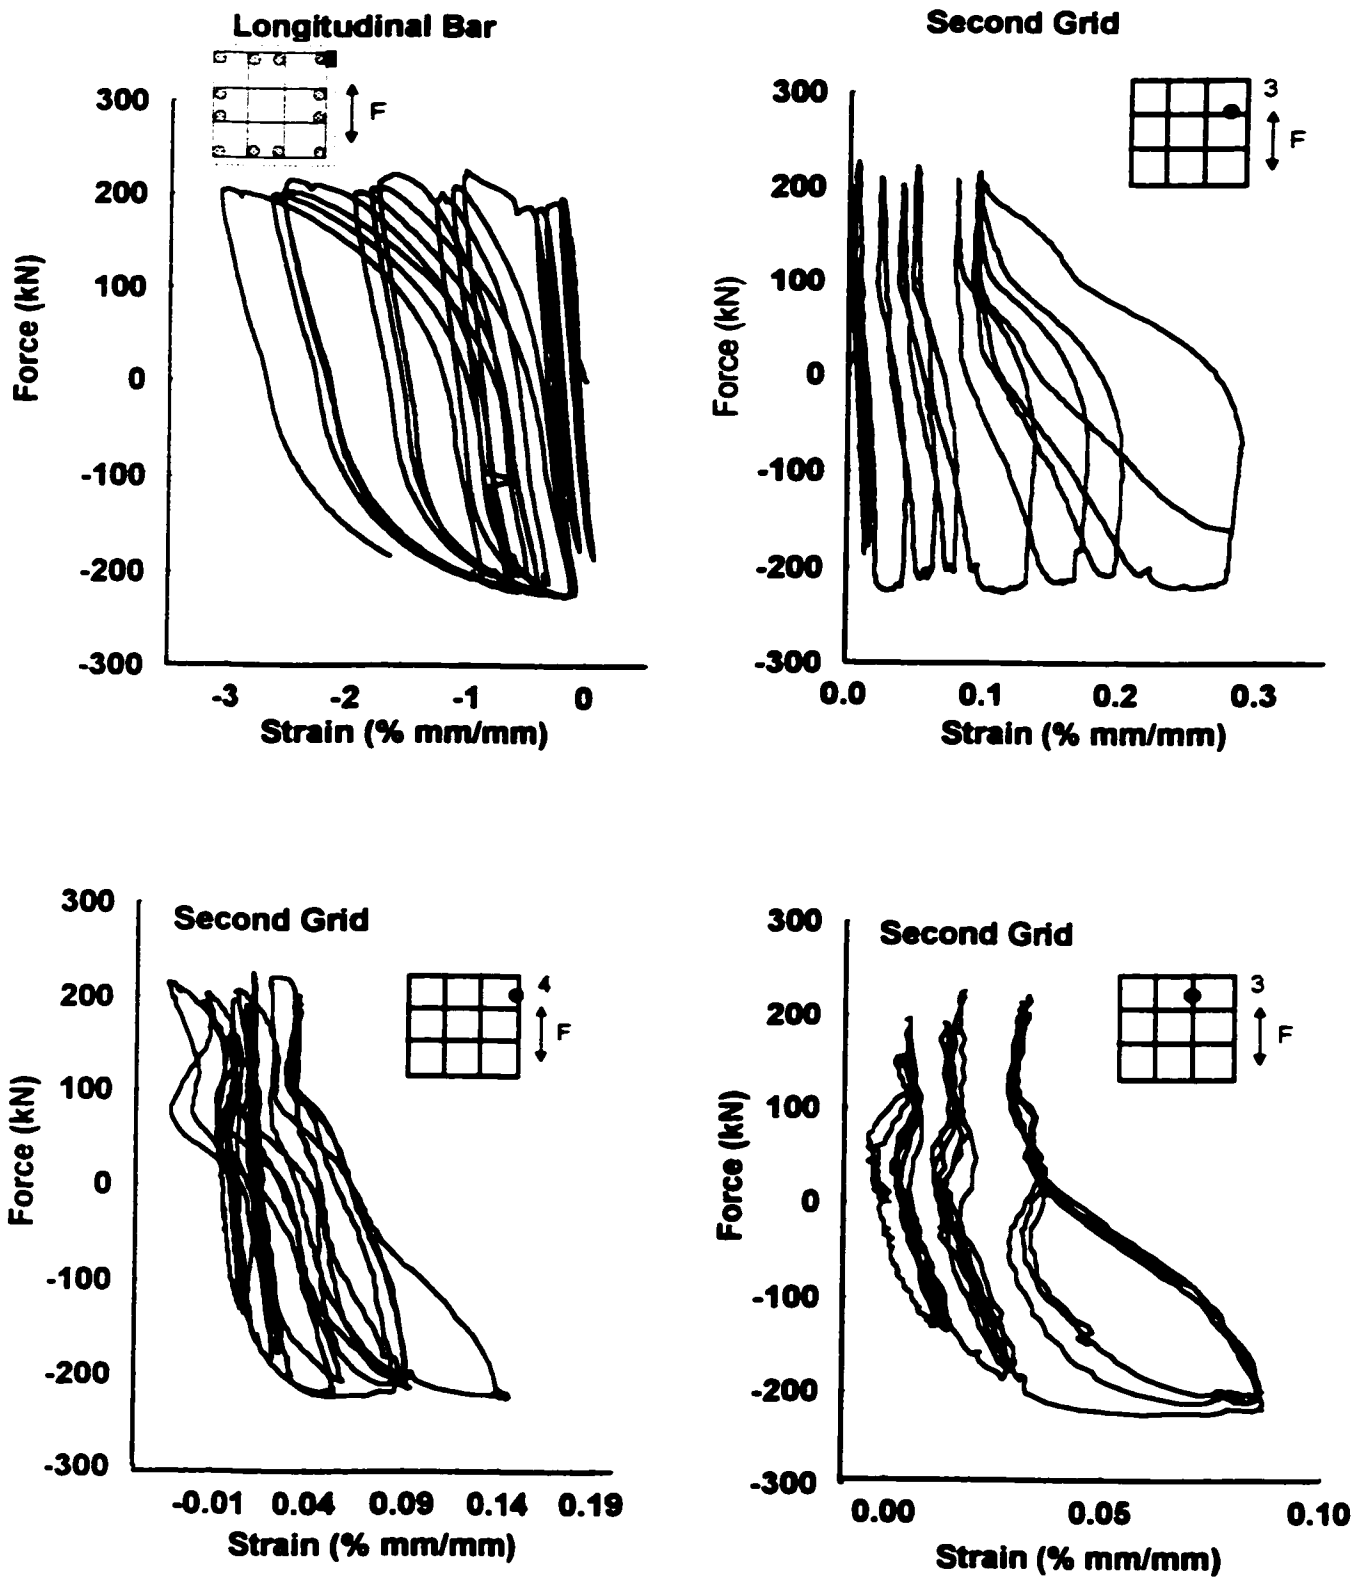 Longitudinal Bar
F
300
200
100
0
-100
-200
-300
Force (kN)
-3 -2 -1 0
Strain (% mm/mm)
Second Grid
3
F
300
200
100
0
-100
-200
-300
Force (kN)
0.0 0.1 0.2 0.3
Strain (% mm/mm)
Second Grid
4
F
300
200
100
0
-100
-200
-300
Force (kN)
-0.01 0.04 0.09 0.14 0.19
Strain (% mm/mm)
Second Grid
3
F
300
200
100
0
-100
-200
-300
Force (kN)
0.00 0.05 0.10
Strain (% mm/mm)